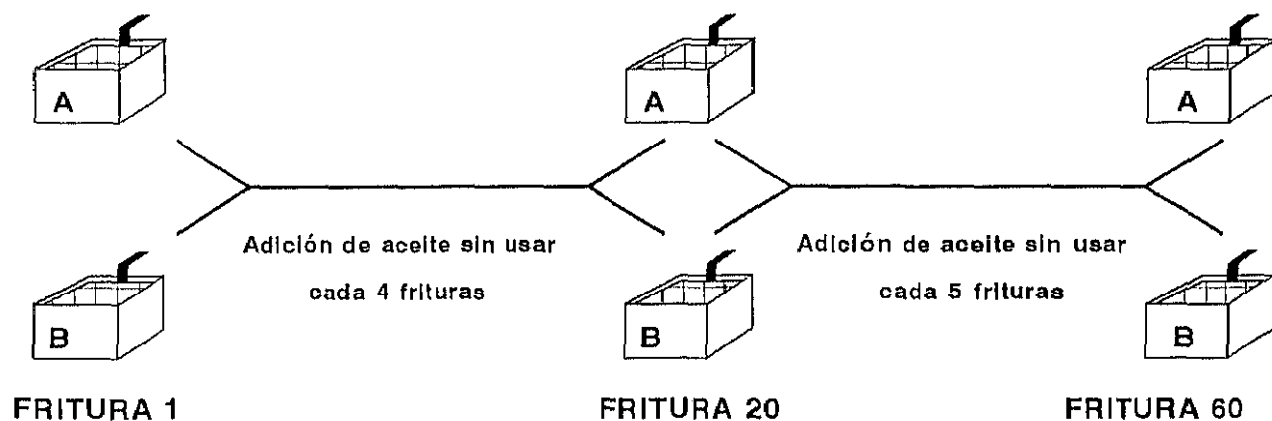 A
A
A
Adición de aceite sin usar
cada 4 frituras
Adición de aceite sin usar
cada 5 frituras
B
B
B
FRITURA 1
FRITURA 20
FRITURA 60